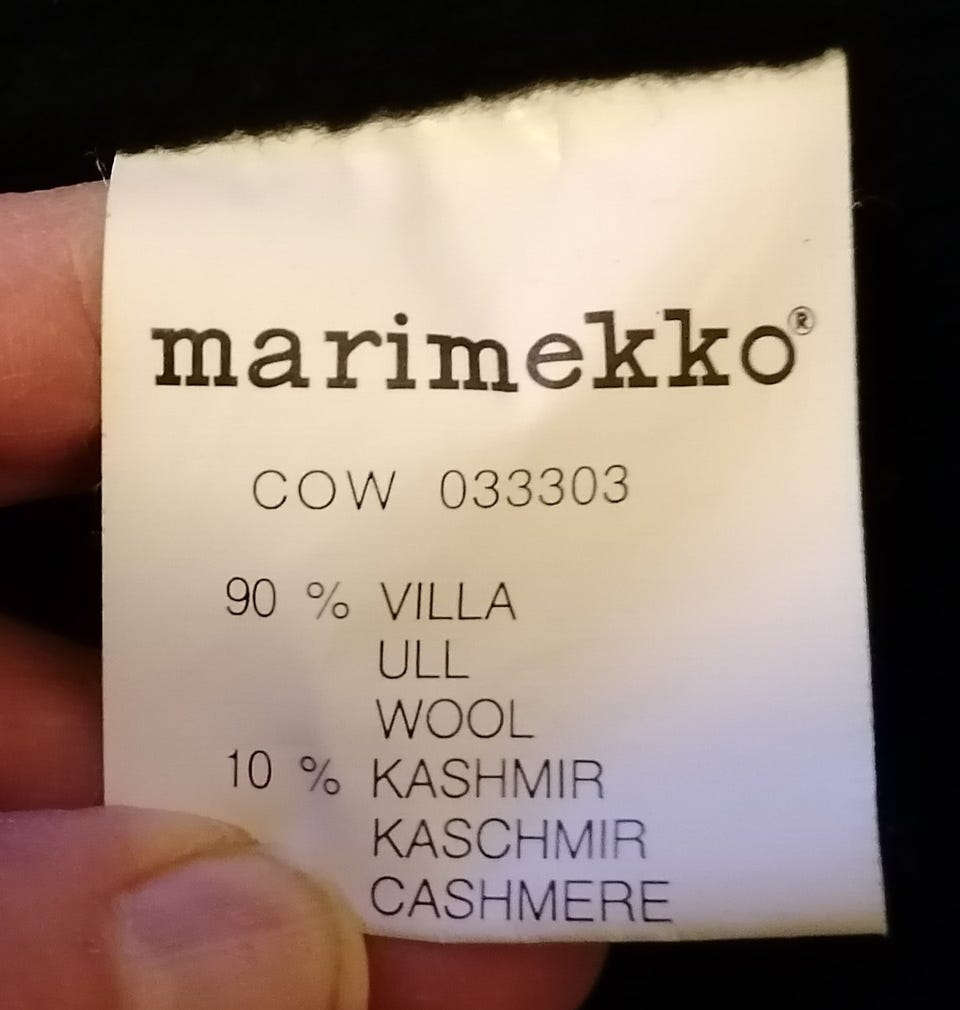 marimekko®
COW 033303
90 % VILLA
ULL
WOOL
10 % KASHMIR
KASCHMIR
CASHMERE